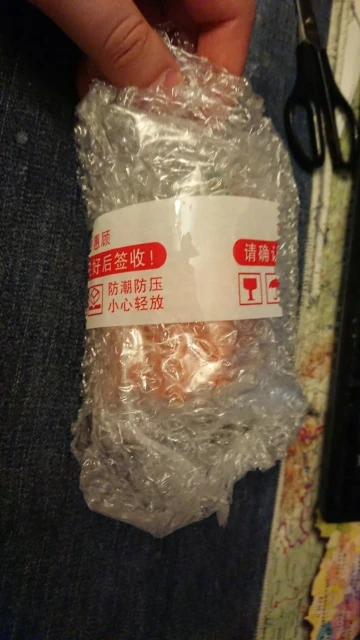 惠顾
好后签收！
防潮防压
小心轻放
请确认